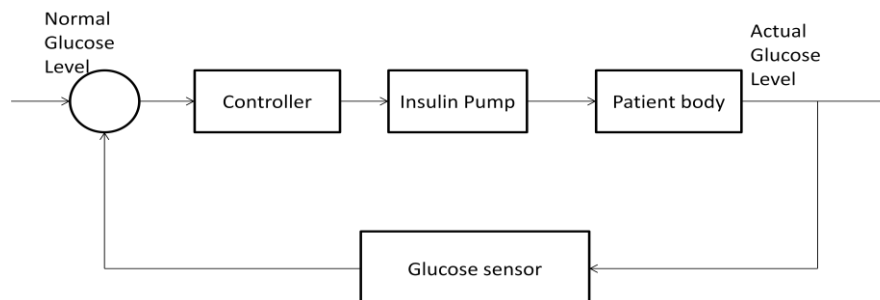 Normal
Glucose
Level
Controller
Insulin Pump
Patient body
Actual
Glucose
Level
Glucose sensor